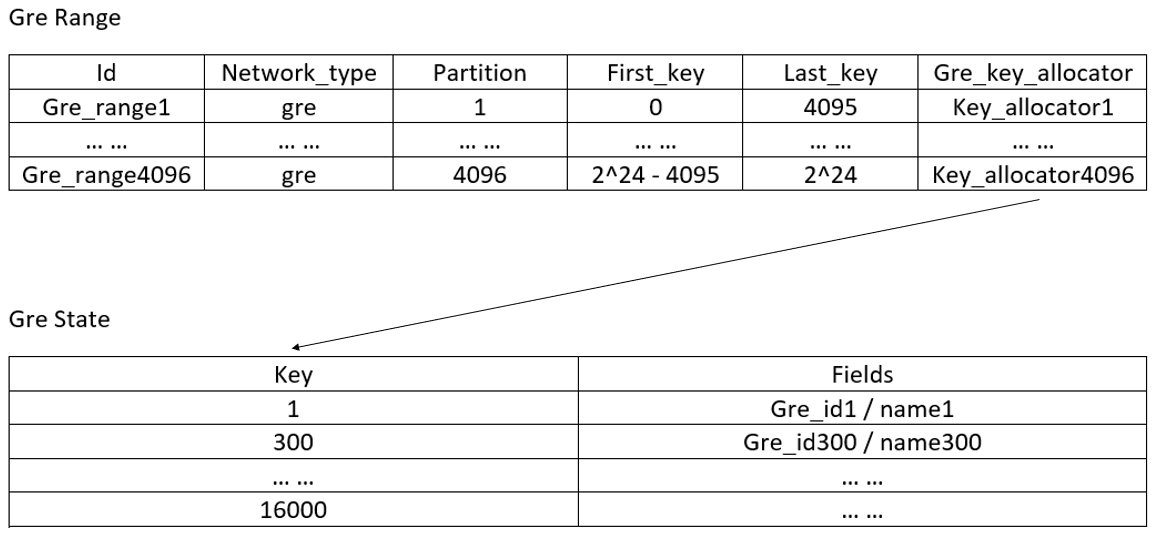 Gre Range
Id Network_type Partition First_key Last_key Gre_key_allocator
Gre_range1 gre 1 0 4095 Key_allocator1
... ... ... ... ... ... ... ... ... ... ... ...
Gre_range4096 gre 4096 2^24 - 4095 2^24 Key_allocator4096
Gre State
Key Fields
1 Gre_id1 / name1
300 Gre_id300 / name300
... ... ... ...
16000 ... ...